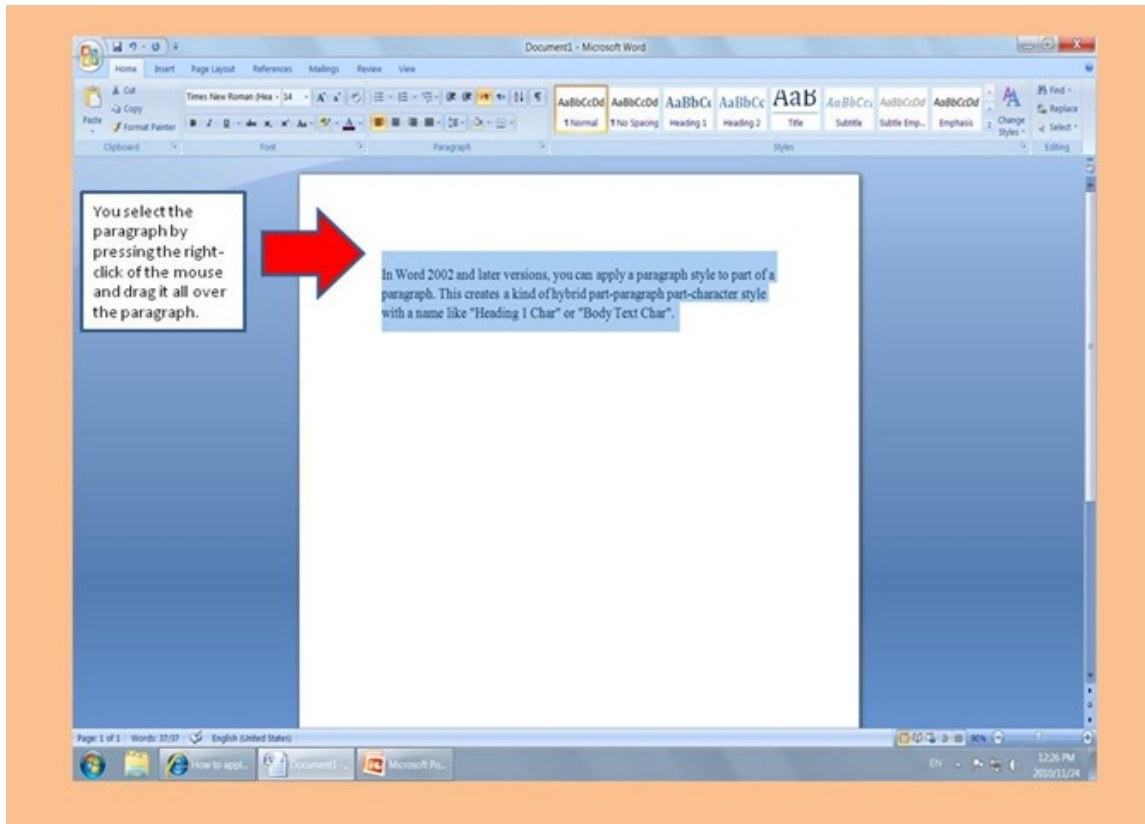 Document1 - Microsoft Word
Home Insert Page Layout References Mailings Review View
Paste
Cut
Copy
Format Painter
Clipboard
Times New Roman (Hea 14
Font
Paragraph
AaBbCcDd AaBbCcDd AaBbCc AaBbCc AaB AaBbCc AaBbCcDd AaBbCcDd
¶ Normal ¶ No Spacing Heading 1 Heading 2 Title Subtitle Subtle Emp... Emphasis
Change
Styles
Styles
Find
Replace
Select
Editing
You select the
paragraph by
pressing the right-
click of the mouse
and drag it all over
the paragraph.
In Word 2002 and later versions, you can apply a paragraph style to part of a
paragraph. This creates a kind of hybrid part-paragraph part-character style
with a name like "Heading 1 Char" or "Body Text Char".
Page: 1 of 1 Words: 37/37 English (United States)
90%
How to appl... Document1 -... Microsoft Po...
EN
12:26 PM
2010/11/24